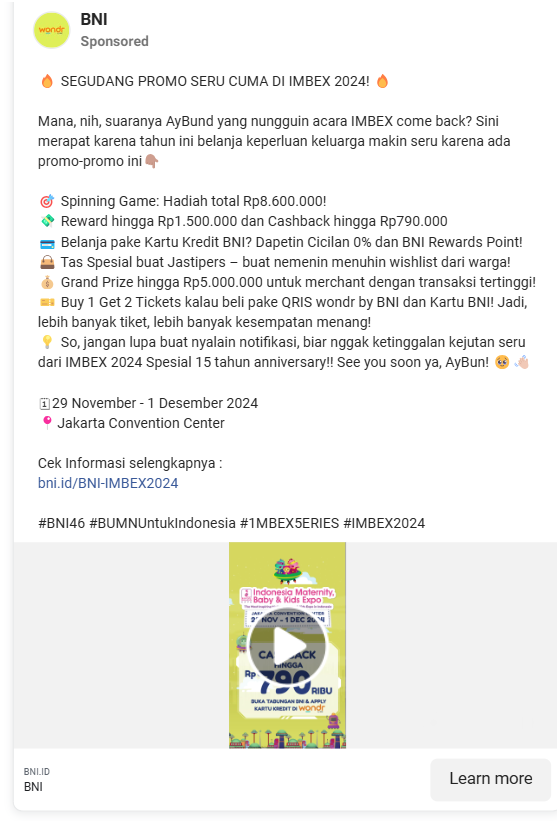 wondr
BNI
Sponsored
🔥 SEGUDANG PROMO SERU CUMA DI IMBEX 2024! 🔥
Mana, nih, suaranya AyBund yang nungguin acara IMBEX come back? Sini
merapat karena tahun ini belanja keperluan keluarga makin seru karena ada
promo-promo ini👇🏽
🎯 Spinning Game: Hadiah total Rp8.600.000!
💸 Reward hingga Rp1.500.000 dan Cashback hingga Rp790.000
💳 Belanja pake Kartu Kredit BNI? Dapetin Cicilan 0% dan BNI Rewards Point!
👜 Tas Spesial buat Jastipers – buat nemenin menuhin wishlist dari warga!
💰 Grand Prize hingga Rp5.000.000 untuk merchant dengan transaksi tertinggi!
🎫 Buy 1 Get 2 Tickets kalau beli pake QRIS wondr by BNI dan Kartu BNI! Jadi,
lebih banyak tiket, lebih banyak kesempatan menang!
💡 So, jangan lupa buat nyalain notifikasi, biar nggak ketinggalan kejutan seru
dari IMBEX 2024 Spesial 15 tahun anniversary!! See you soon ya, AyBun! 🥹 👋🏻
🗓29 November - 1 Desember 2024
📍Jakarta Convention Center
Cek Informasi selengkapnya :
bni.id/BNI-IMBEX2024
#BNI46 #BUMNUntukIndonesia #1MBEX5ERIES #IMBEX2024
Indonesia Maternity,
Baby & Kids Expo
JAKARTA CONVENTION CENTER
NOV - 1 DEC 2024
HINGGA
Rp 790 RIBU
BUKA TABUNGAN BNI & APPLY
KARTU KREDIT DI wondr
BNI.ID
BNI
Learn more